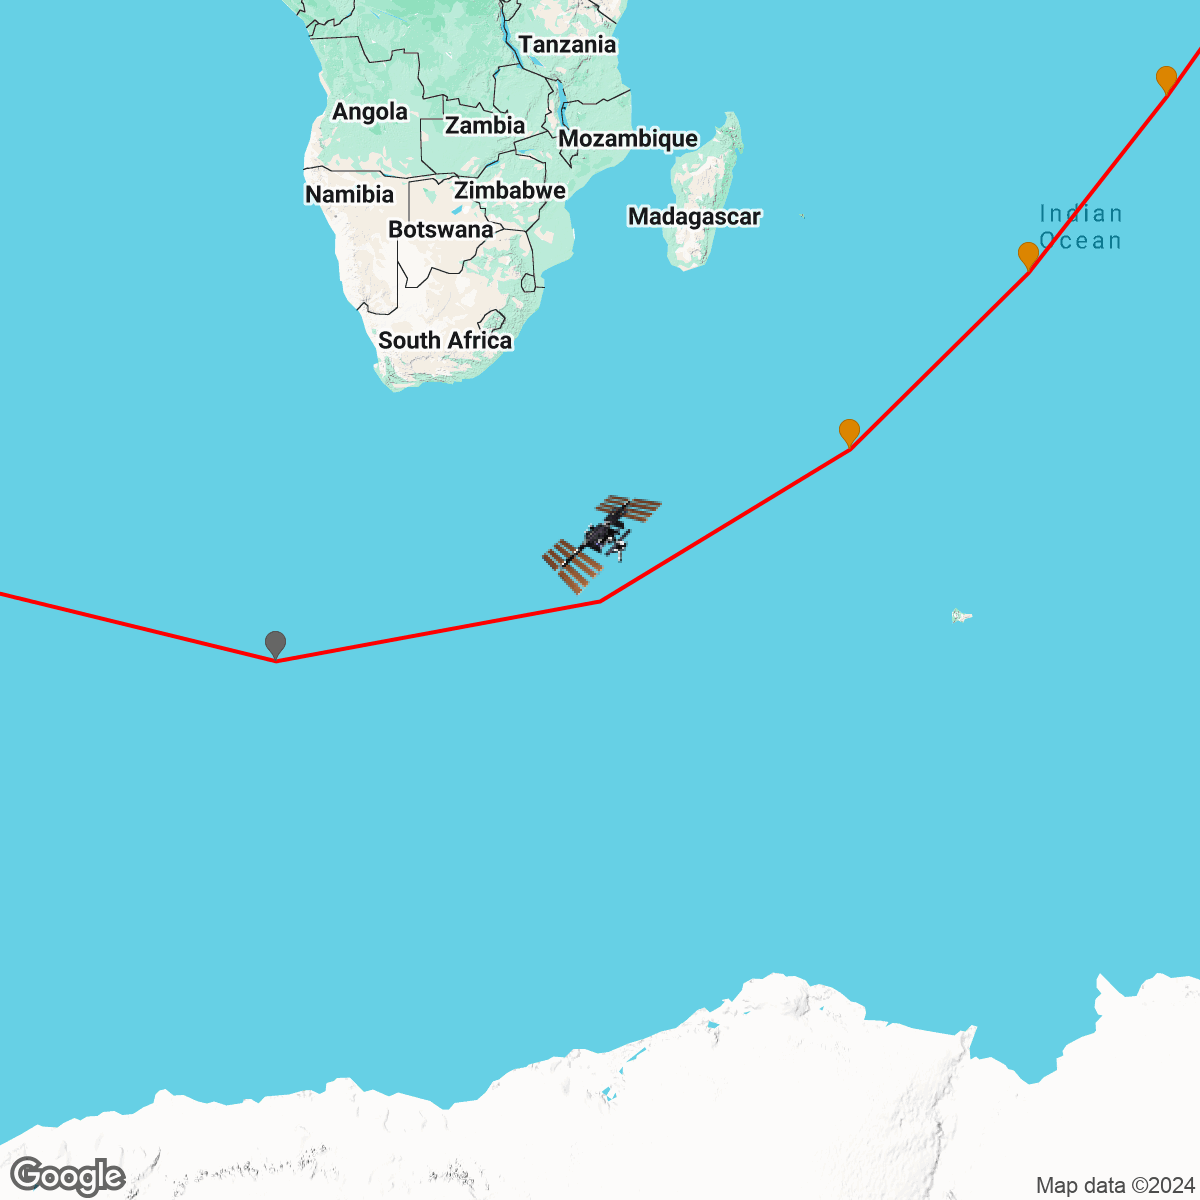 Tanzania
Angola
Zambia
Mozambique
Namibia
Zimbabwe
Madagascar
Botswana
Indian
Ocean
South Africa
Google
Map data ©2024